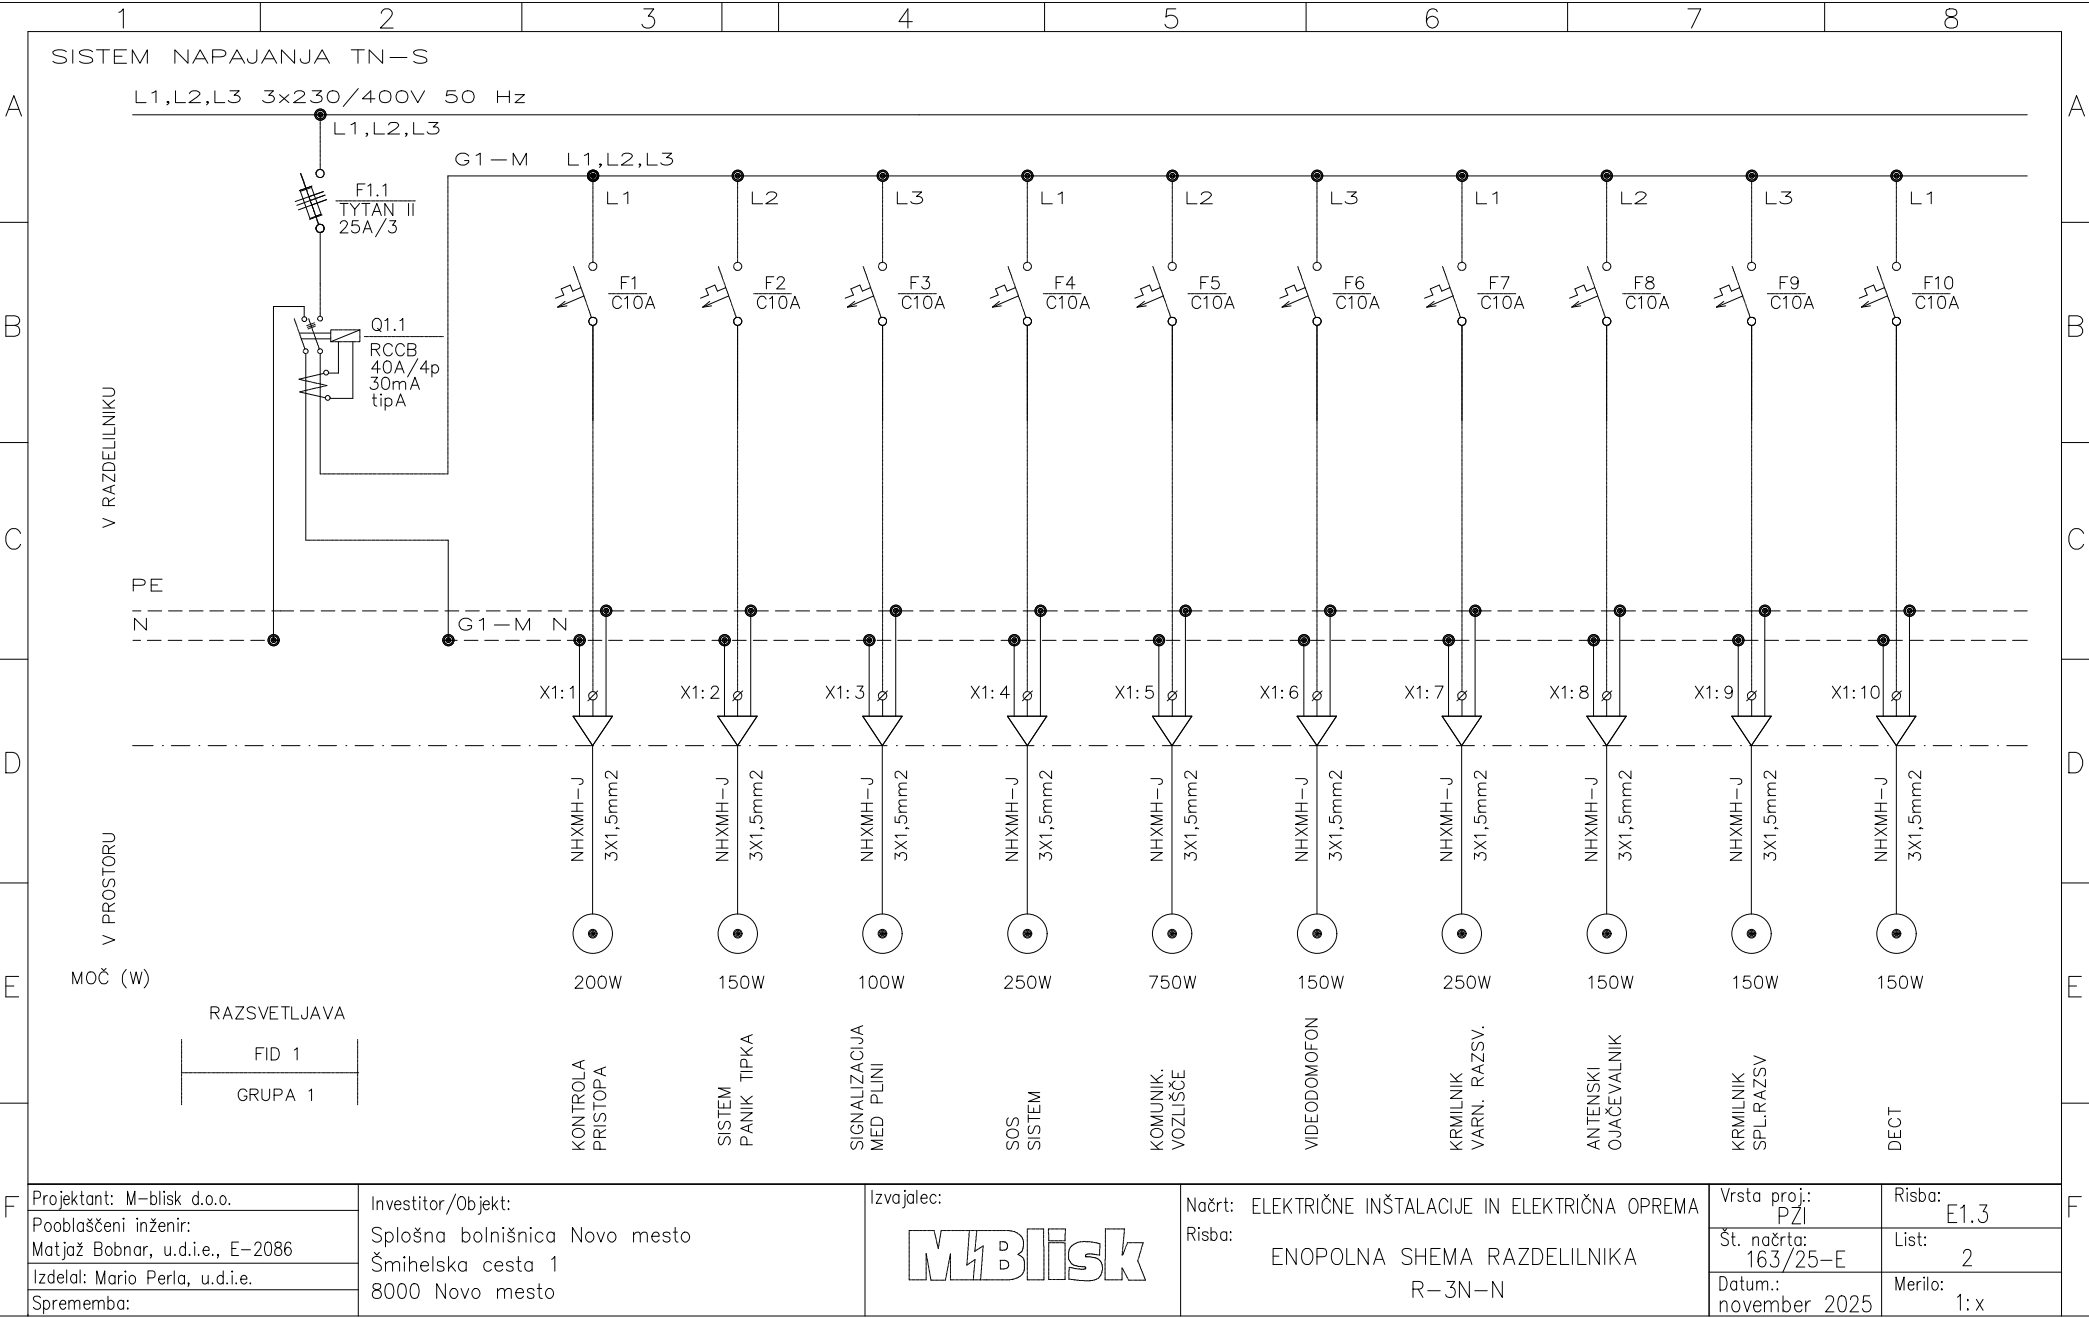 1 2 3 4 5 6 7 8
SISTEM NAPAJANJA TN-S
A A
L1,L2,L3 3x230/400V 50 Hz
L1,L2,L3
G1-M L1,L2,L3
L1 L2 L3 L1 L2 L3 L1 L2 L3 L1
F1.1
TYTAN II
25A/3
F1 F2 F3 F4 F5 F6 F7 F8 F9 F10
C10A C10A C10A C10A C10A C10A C10A C10A C10A C10A
B B
Q1.1
RCCB
40A/4p
30mA
tipA
V RAZDELILNIKU
C C
PE
N
G1-M N
X1:1 X1:2 X1:3 X1:4 X1:5 X1:6 X1:7 X1:8 X1:9 X1:10
D D
NHXMH-J 3X1,5mm2
NHXMH-J 3X1,5mm2
NHXMH-J 3X1,5mm2
NHXMH-J 3X1,5mm2
NHXMH-J 3X1,5mm2
NHXMH-J 3X1,5mm2
NHXMH-J 3X1,5mm2
NHXMH-J 3X1,5mm2
NHXMH-J 3X1,5mm2
NHXMH-J 3X1,5mm2
V PROSTORU
MOČ (W)
200W 150W 100W 250W 750W 150W 250W 150W 150W 150W
E E
RAZSVETLJAVA
FID 1
GRUPA 1
KONTROLA
PRISTOPA
SISTEM
PANIK TIPKA
SIGNALIZACIJA
MED PLINI
SOS
SISTEM
KOMUNIK.
VOZLIŠČE
VIDEODOMOFON
KRMILNIK
VARN. RAZSV.
ANTENSKI
OJAČEVALNIK
KRMILNIK
SPL.RAZSV
DECT
F F
Projektant: M-blisk d.o.o.
Pooblaščeni inženir:
Matjaž Bobnar, u.d.i.e., E-2086
Izdelal: Mario Perla, u.d.i.e.
Sprememba:
Investitor/Objekt:
Splošna bolnišnica Novo mesto
Šmihelska cesta 1
8000 Novo mesto
Izvajalec:
M-Blisk
Načrt: ELEKTRIČNE INŠTALACIJE IN ELEKTRIČNA OPREMA
Risba:
ENOPOLNA SHEMA RAZDELILNIKA
R-3N-N
Vrsta proj.:
PZI
Št. načrta:
163/25-E
Datum.:
november 2025
Risba:
E1.3
List:
2
Merilo:
1:x